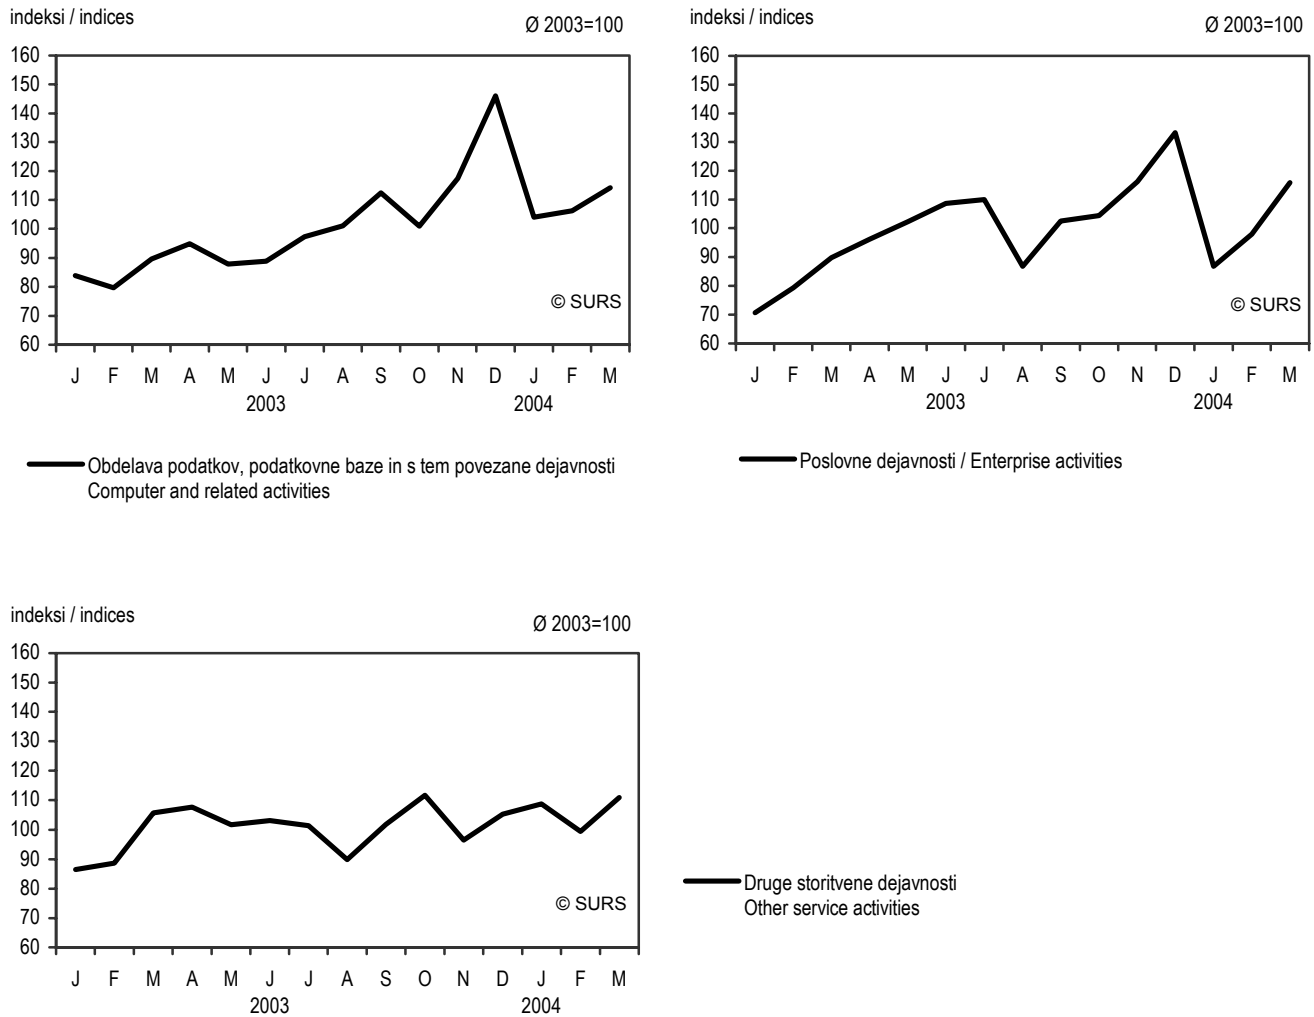 indeksi / indices
Ø 2003=100
160
150
140
130
120
110
100
90
80
70
60
© SURS
J F M A M J J A S O N D J F M
2003 2004
Obdelava podatkov, podatkovne baze in s tem povezane dejavnosti
Computer and related activities
indeksi / indices
Ø 2003=100
160
150
140
130
120
110
100
90
80
70
60
© SURS
J F M A M J J A S O N D J F M
2003 2004
Poslovne dejavnosti / Enterprise activities
indeksi / indices
Ø 2003=100
160
150
140
130
120
110
100
90
80
70
60
© SURS
J F M A M J J A S O N D J F M
2003 2004
Druge storitvene dejavnosti
Other service activities